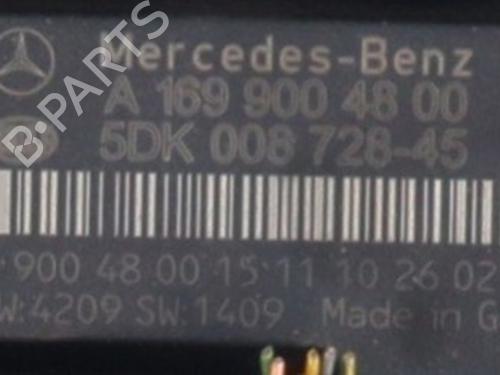 B-PARTS
Mercedes-Benz
A 169 900 48 00
5DK 008 728-45
900 48 00 15 11 10 26 02
W:4209 SW:1409 Made in G